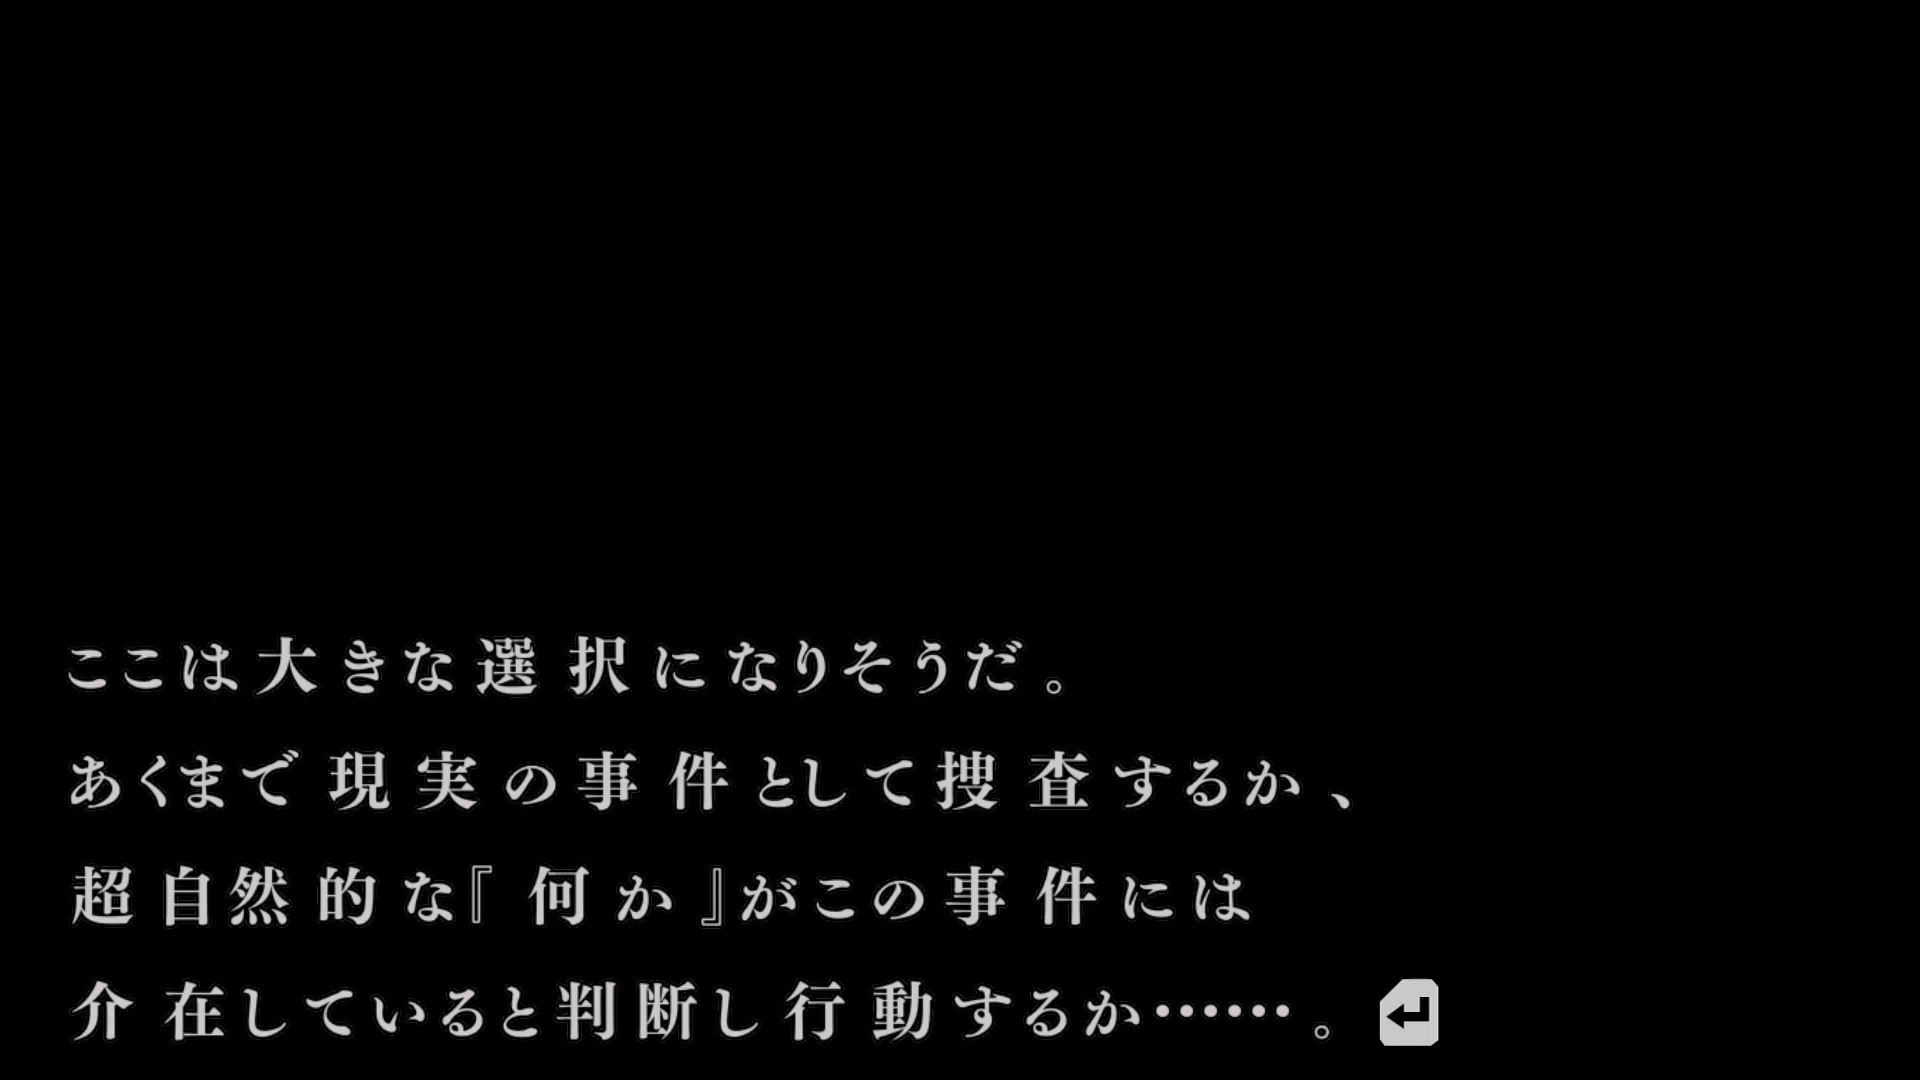 ここは大きな選択になりそうだ。
あくまで現実の事件として捜査するか、
超自然的な『何か』がこの事件には
介在していると判断し行動するか……。